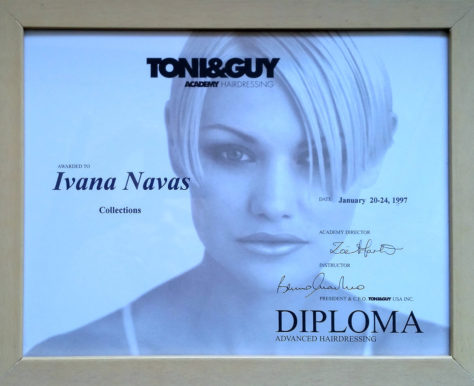 TONI&GUY
ACADEMY HAIRDRESSING
AWARDED TO
Ivana Navas
Collections
DATE: January 20-24, 1997
ACADEMY DIRECTOR
INSTRUCTOR
PRESIDENT & C.E.O. TONI&GUY USA INC.
DIPLOMA
ADVANCED HAIRDRESSING